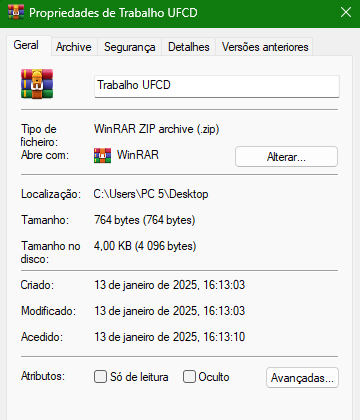 Propriedades de Trabalho UFCD
Geral Archive Segurança Detalhes Versões anteriores
Trabalho UFCD
Tipo de ficheiro: WinRAR ZIP archive (.zip)
Abre com: WinRAR Alterar...
Localização: C:\Users\PC 5\Desktop
Tamanho: 764 bytes (764 bytes)
Tamanho no disco: 4,00 KB (4 096 bytes)
Criado: 13 de janeiro de 2025, 16:13:03
Modificado: 13 de janeiro de 2025, 16:13:03
Acedido: 13 de janeiro de 2025, 16:13:10
Atributos: Só de leitura Oculto Avançadas...